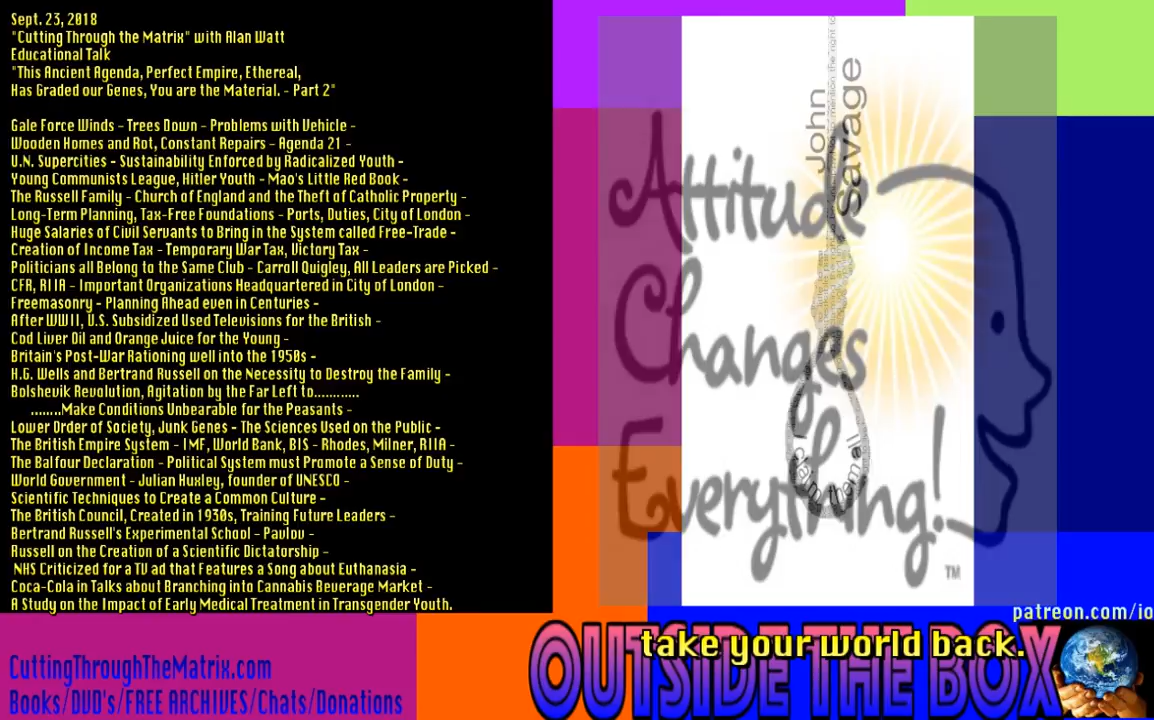 Sept. 23, 2018
"Cutting Through the Matrix" with Alan Watt
Educational Talk
"This Ancient Agenda, Perfect Empire, Ethereal,
Has Graded our Genes, You are the Material. - Part 2"
Gale Force Winds - Trees Down - Problems with Vehicle -
Wooden Homes and Rot, Constant Repairs - Agenda 21 -
U.N. Supercities - Sustainability Enforced by Radicalized Youth -
Young Communists League, Hitler Youth - Mao's Little Red Book -
The Russell Family - Church of England and the Theft of Catholic Property -
Long-Term Planning, Tax-Free Foundations - Ports, Duties, City of London -
Huge Salaries of Civil Servants to Bring in the System called Free-Trade -
Creation of Income Tax - Temporary War Tax, Victory Tax -
Politicians all Belong to the Same Club - Carroll Quigley, All Leaders are Picked -
CFR, RIIA - Important Organizations Headquartered in City of London -
Freemasonry - Planning Ahead even in Centuries -
After WWII, U.S. Subsidized Used Televisions for the British -
Cod Liver Oil and Orange Juice for the Young -
Britain's Post-War Rationing well into the 1950s -
H.G. Wells and Bertrand Russell on the Necessity to Destroy the Family -
Bolshevik Revolution, Agitation by the Far Left to............
........Make Conditions Unbearable for the Peasants -
Lower Order of Society, Junk Genes - The Sciences Used on the Public -
The British Empire System - IMF, World Bank, BIS - Rhodes, Milner, RIIA -
The Balfour Declaration - Political System must Promote a Sense of Duty -
World Government - Julian Huxley, founder of UNESCO -
Scientific Techniques to Create a Common Culture -
The British Council, Created in 1930s, Training Future Leaders -
Bertrand Russell's Experimental School - Pavlov -
Russell on the Creation of a Scientific Dictatorship -
NHS Criticized for a TV ad that Features a Song about Euthanasia -
Coca-Cola in Talks about Branching into Cannabis Beverage Market -
A Study on the Impact of Early Medical Treatment in Transgender Youth.
CuttingThroughTheMatrix.com
Books/DVD's/FREE ARCHIVES/Chats/Donations
John
Savage
mention the right to
Attitude
Changes
Everything!
TM
I claim them all
patreon.com/io
OUTSIDE THE BOX
take your world back.